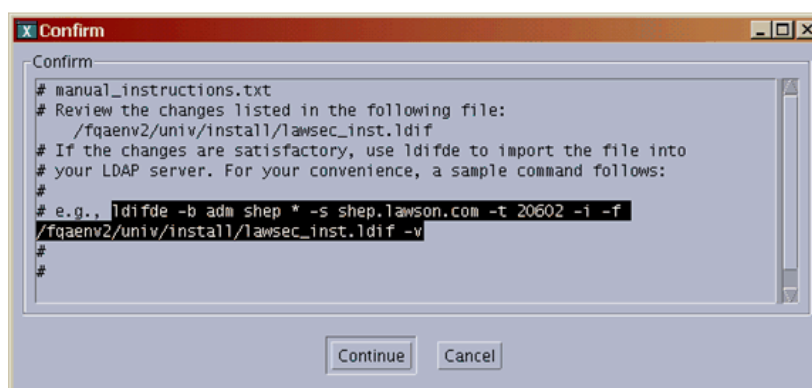 X Confirm
Confirm
# manual_instructions.txt
# Review the changes listed in the following file:
/fqaenv2/univ/install/lawsec_inst.ldif
# If the changes are satisfactory, use ldifde to import the file into
# your LDAP server. For your convenience, a sample command follows:
#
# e.g., ldifde -b adm shep * -s shep.lawson.com -t 20602 -i -f
/fqaenv2/univ/install/lawsec_inst.ldif -v
#
#
Continue Cancel